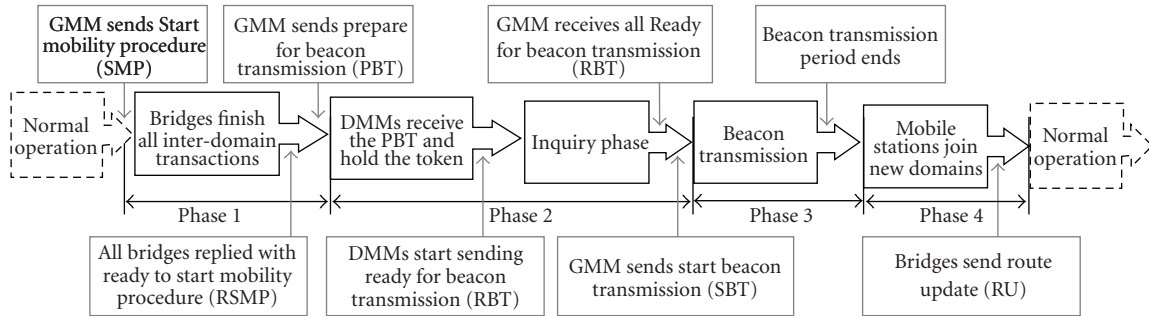 GMM sends Start
mobility procedure
(SMP)
GMM sends prepare
for beacon
transmission (PBT)
GMM receives all Ready
for beacon transmission
(RBT)
Beacon transmission
period ends
Normal
operation
Bridges finish
all inter-domain
transactions
DMMs receive
the PBT and
hold the token
Inquiry phase
Beacon
transmission
Mobile
stations join
new domains
Normal
operation
Phase 1
Phase 2
Phase 3
Phase 4
All bridges replied with
ready to start mobility
procedure (RSMP)
DMMs start sending
ready for beacon
transmission (RBT)
GMM sends start beacon
transmission (SBT)
Bridges send route
update (RU)